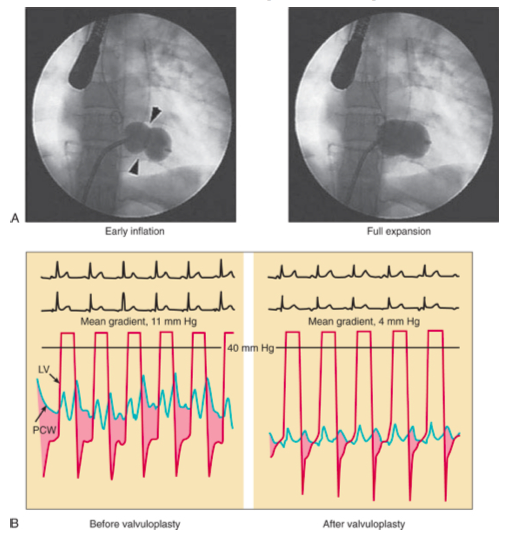 A
Early inflation
Full expansion
Mean gradient, 11 mm Hg
Mean gradient, 4 mm Hg
40 mm Hg
LV
PCW
B
Before valvuloplasty
After valvuloplasty